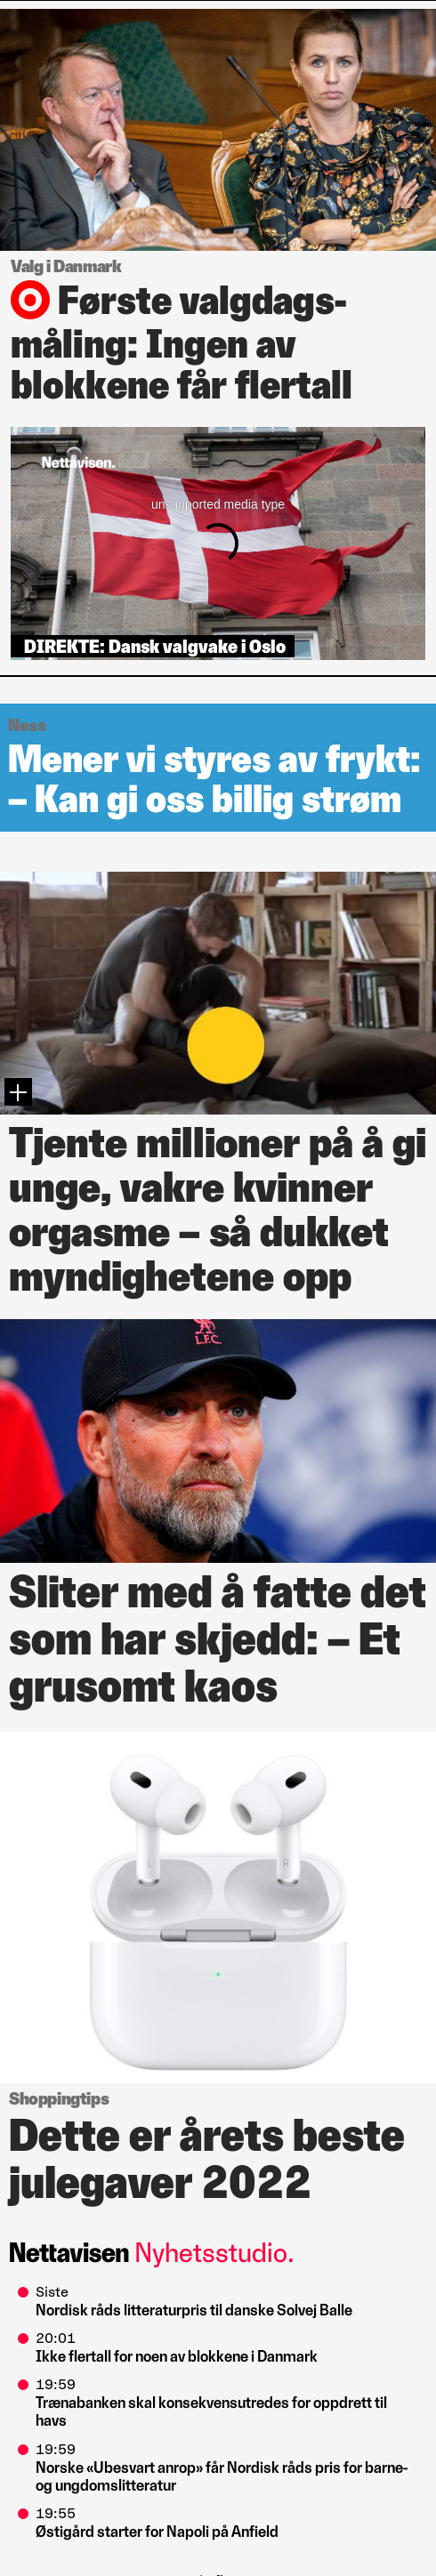 Valg i Danmark
Første valgdags-
måling: Ingen av
blokkene får flertall
Nettavisen.
unsupported media type
DIREKTE: Dansk valgvake i Oslo
Ness
Mener vi styres av frykt:
– Kan gi oss billig strøm
Tjente millioner på å gi
unge, vakre kvinner
orgasme – så dukket
myndighetene opp
L.F.C.
Sliter med å fatte det
som har skjedd: – Et
grusomt kaos
L R
Shoppingtips
Dette er årets beste
julegaver 2022
Nettavisen Nyhetsstudio.
Siste
Nordisk råds litteraturpris til danske Solvej Balle
20:01
Ikke flertall for noen av blokkene i Danmark
19:59
Trænabanken skal konsekvensutredes for oppdrett til
havs
19:59
Norske «Ubesvart anrop» får Nordisk råds pris for barne-
og ungdomslitteratur
19:55
Østigård starter for Napoli på Anfield